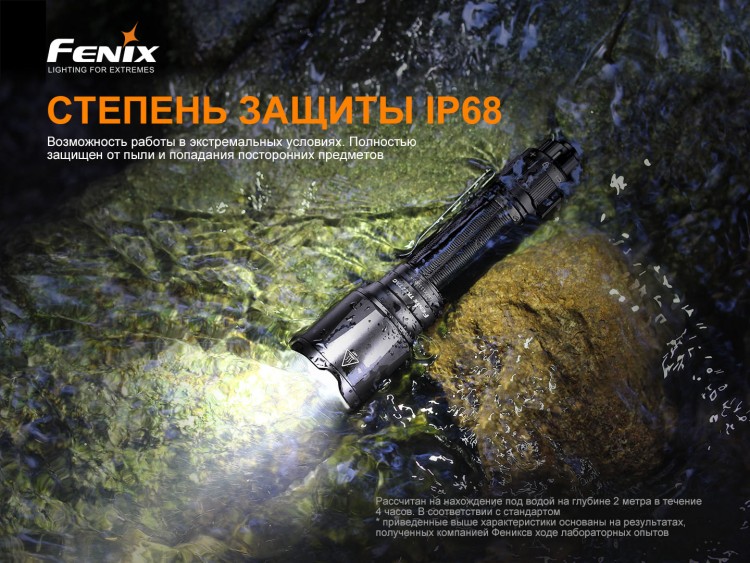 FENIX
LIGHTING FOR EXTREMES
СТЕПЕНЬ ЗАЩИТЫ IP68
Возможность работы в экстремальных условиях. Полностью
защищен от пыли и попадания посторонних предметов
Рассчитан на нахождение под водой на глубине 2 метра в течение
4 часов. В соответствии с стандартом
* приведенные выше характеристики основаны на результатах,
полученных компанией Фениксв ходе лабораторных опытов